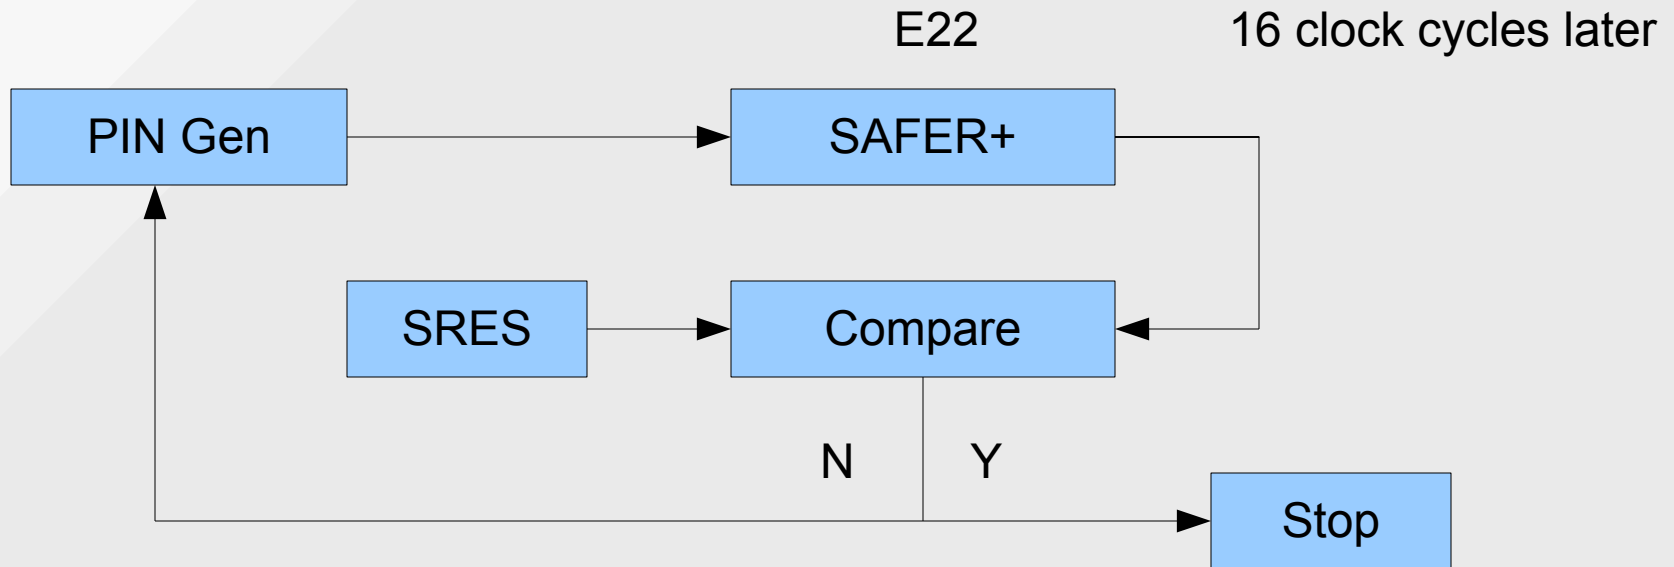 E22
16 clock cycles later
PIN Gen
SAFER+
SRES
Compare
N
Y
Stop